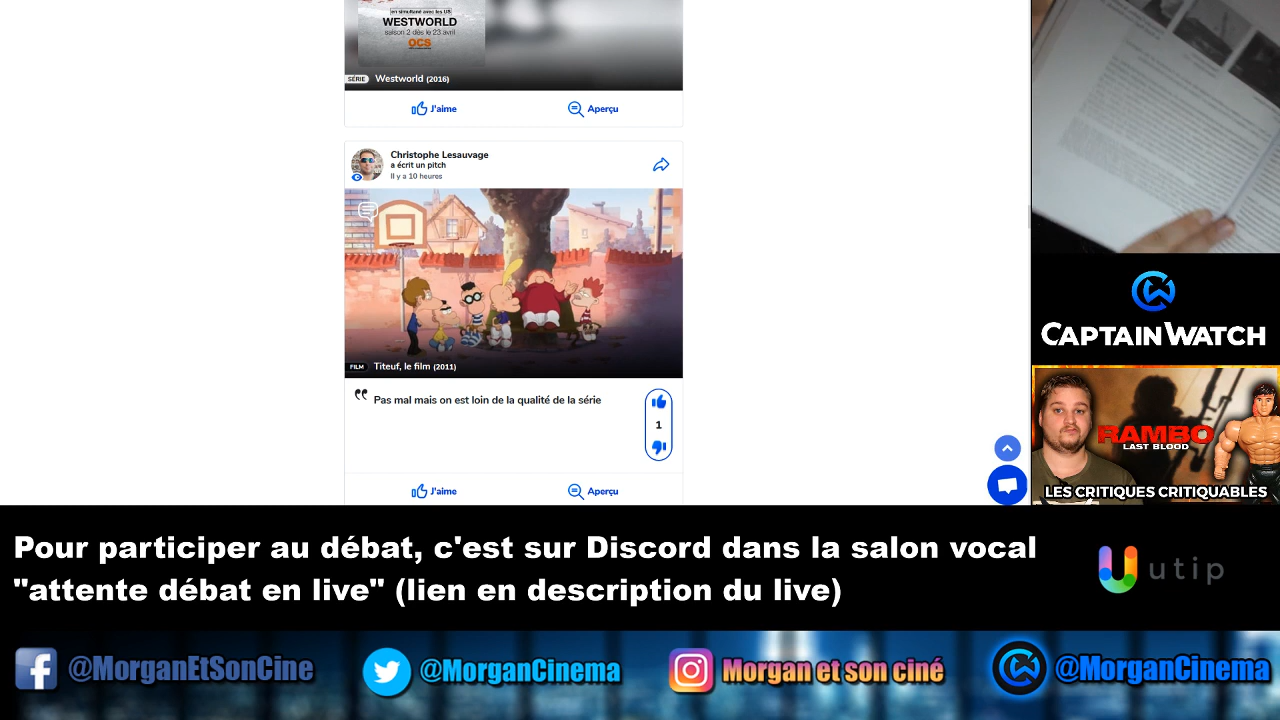 en simultané avec les US
WESTWORLD
saison 2 dès le 23 avril
OCS
SÉRIE Westworld (2016)
J'aime
Aperçu
Christophe Lesauvage
a écrit un pitch
Il y a 10 heures
FILM Titeuf, le film (2011)
Pas mal mais on est loin de la qualité de la série
1
J'aime
Aperçu
CAPTAINWATCH
RAMBO
LAST BLOOD
LES CRITIQUES CRITIQUABLES
Pour participer au débat, c'est sur Discord dans la salon vocal
"attente débat en live" (lien en description du live)
utip
@MorganEtSonCine
@MorganCinema
Morgan et son ciné
@MorganCinema